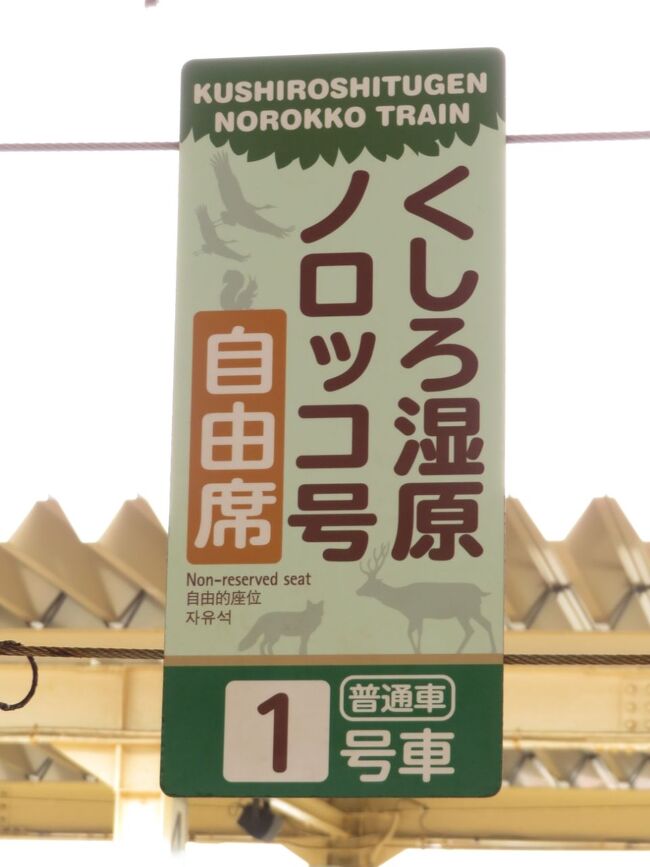 KUSHIROSHITUGEN
NOROKKO TRAIN
くしろ湿原
ノロッコ号
自由席
Non-reserved seat
自由的座位
자유석
1
普通車
号車